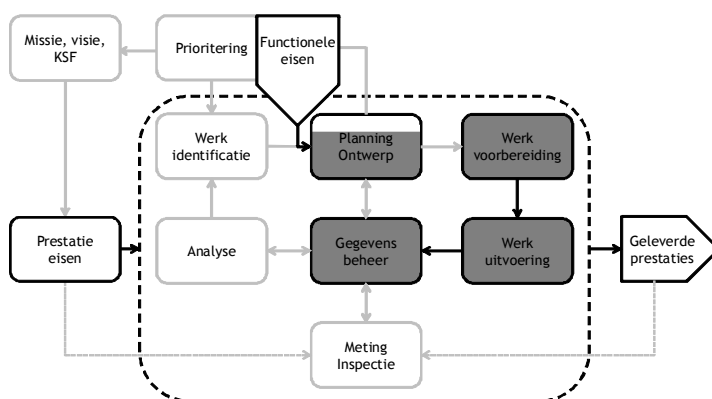 Missie, visie,
KSF
Prioritering
Functionele
eisen
Werk
identificatie
Planning
Ontwerp
Werk
voorbereiding
Prestatie
eisen
Analyse
Gegevens
beheer
Werk
uitvoering
Geleverde
prestaties
Meting
Inspectie